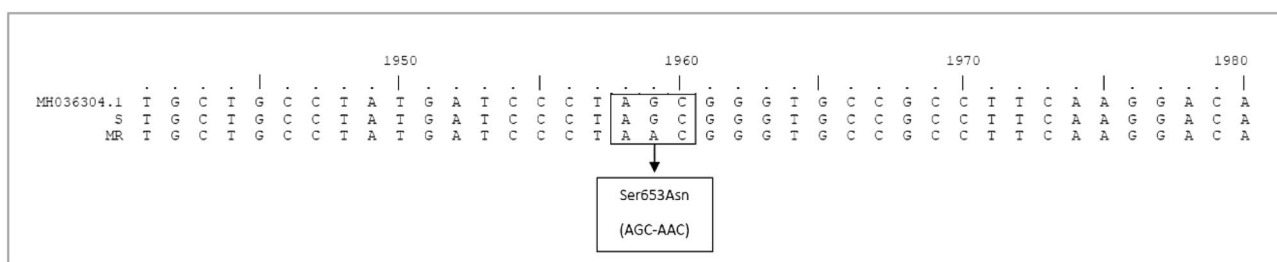 1950 1960 1970 1980
. . . . | . . . . | . . . . | . . . . | . . . . | . . . . | . . . . | . . . . |
MH036304.1 T G C T G C C T A T G A T C C C T A G C G G G T G C C G C C T T C A A G G A C A
S T G C T G C C T A T G A T C C C T A G C G G G T G C C G C C T T C A A G G A C A
MR T G C T G C C T A T G A T C C C T A A C G G G T G C C G C C T T C A A G G A C A
Ser653Asn
(AGC-AAC)